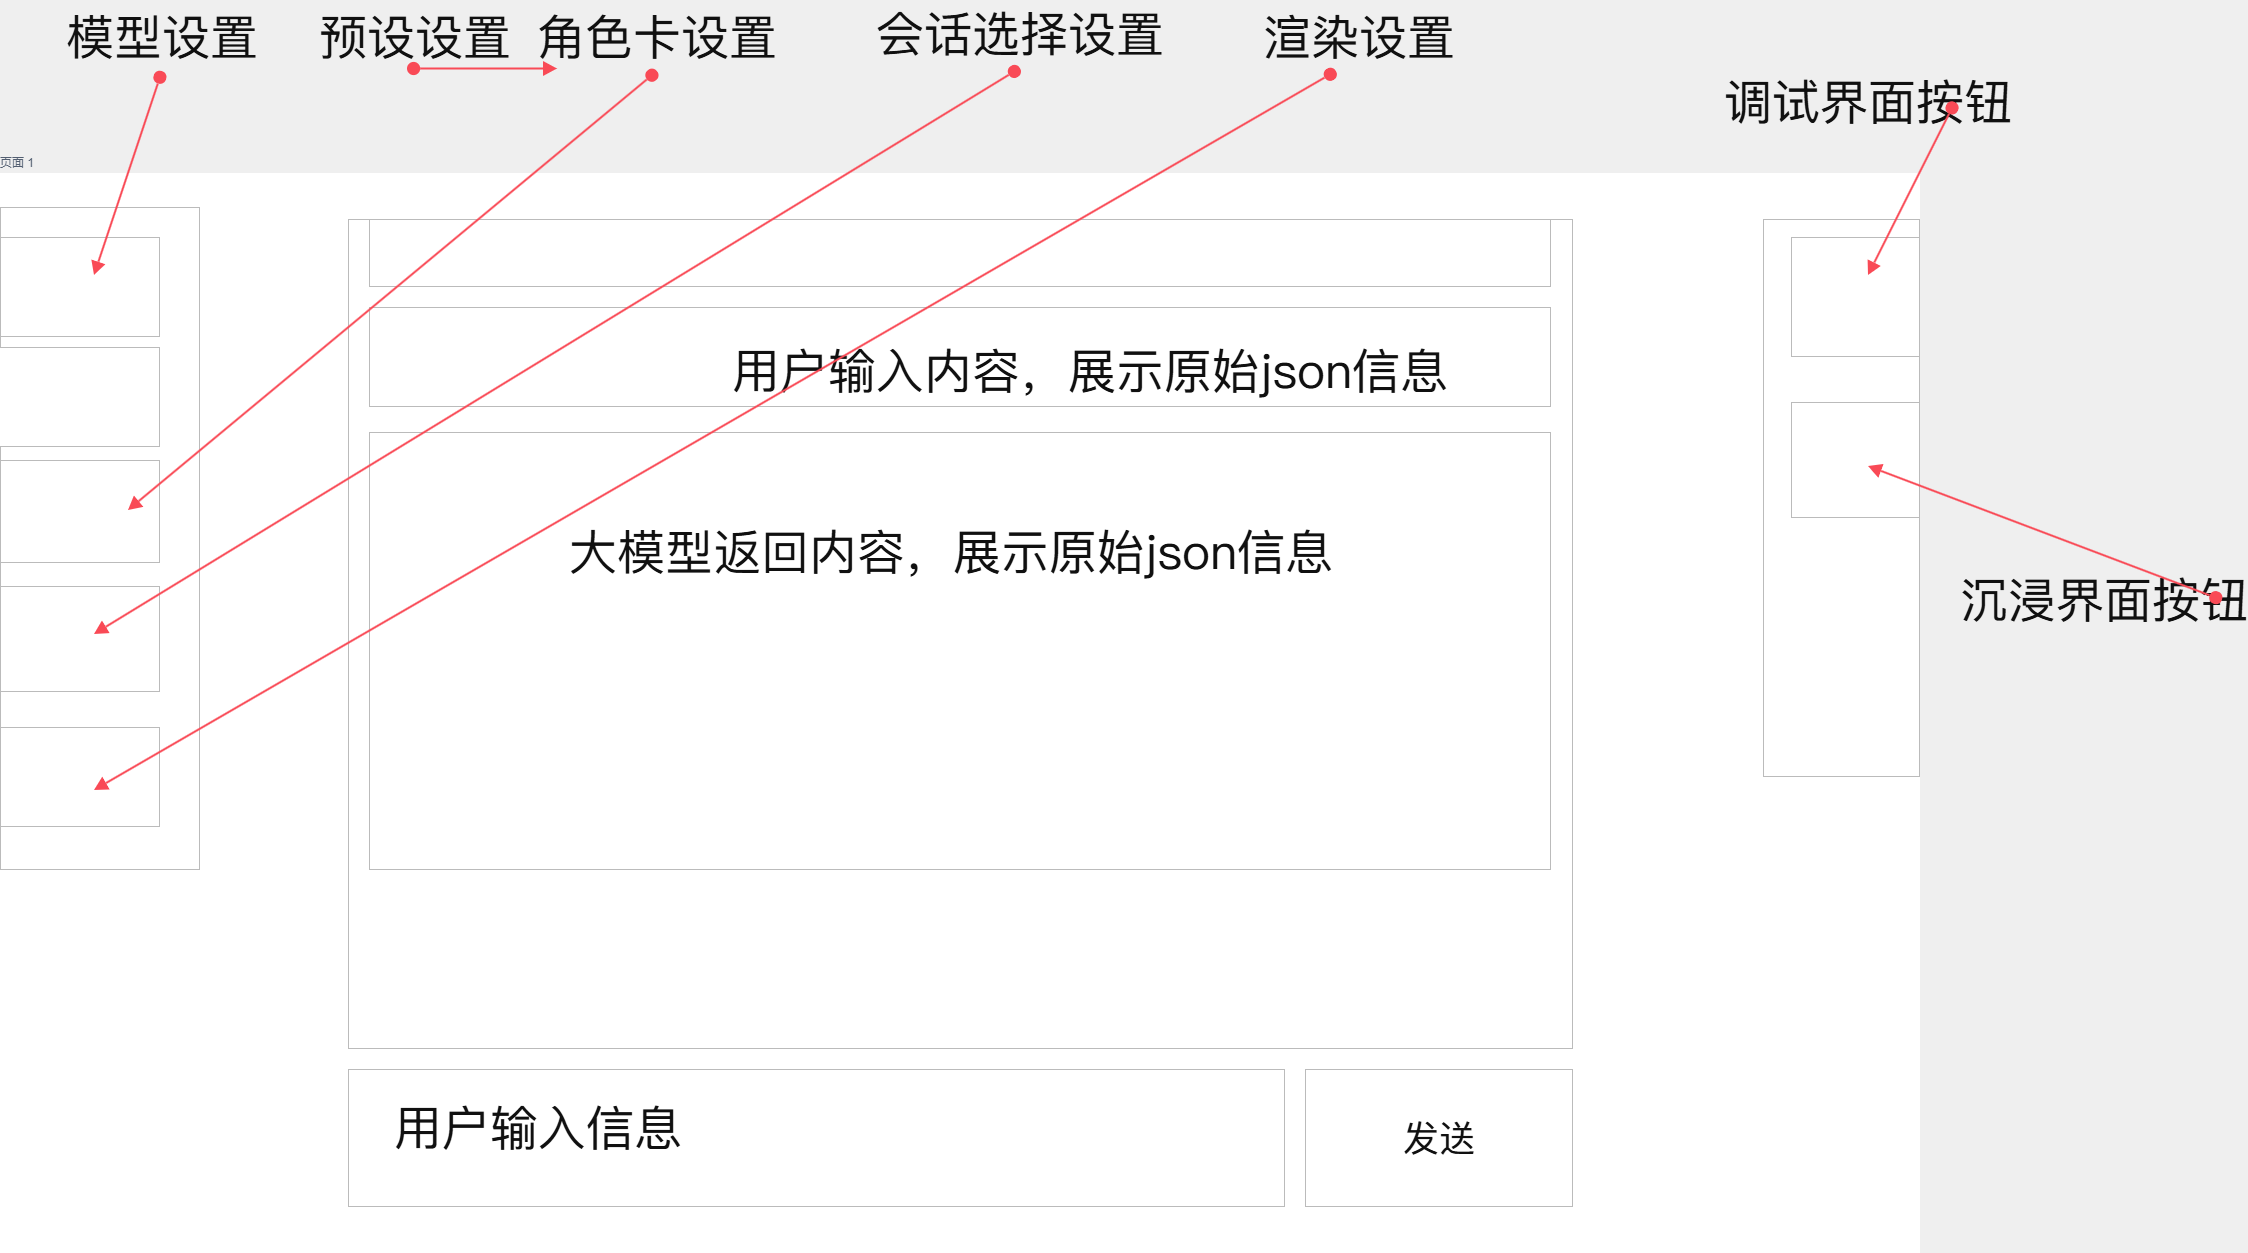 模型设置
预设设置
角色卡设置
会话选择设置
渲染设置
调试界面按钮
页面 1
用户输入内容，展示原始json信息
大模型返回内容，展示原始json信息
沉浸界面按钮
用户输入信息
发送